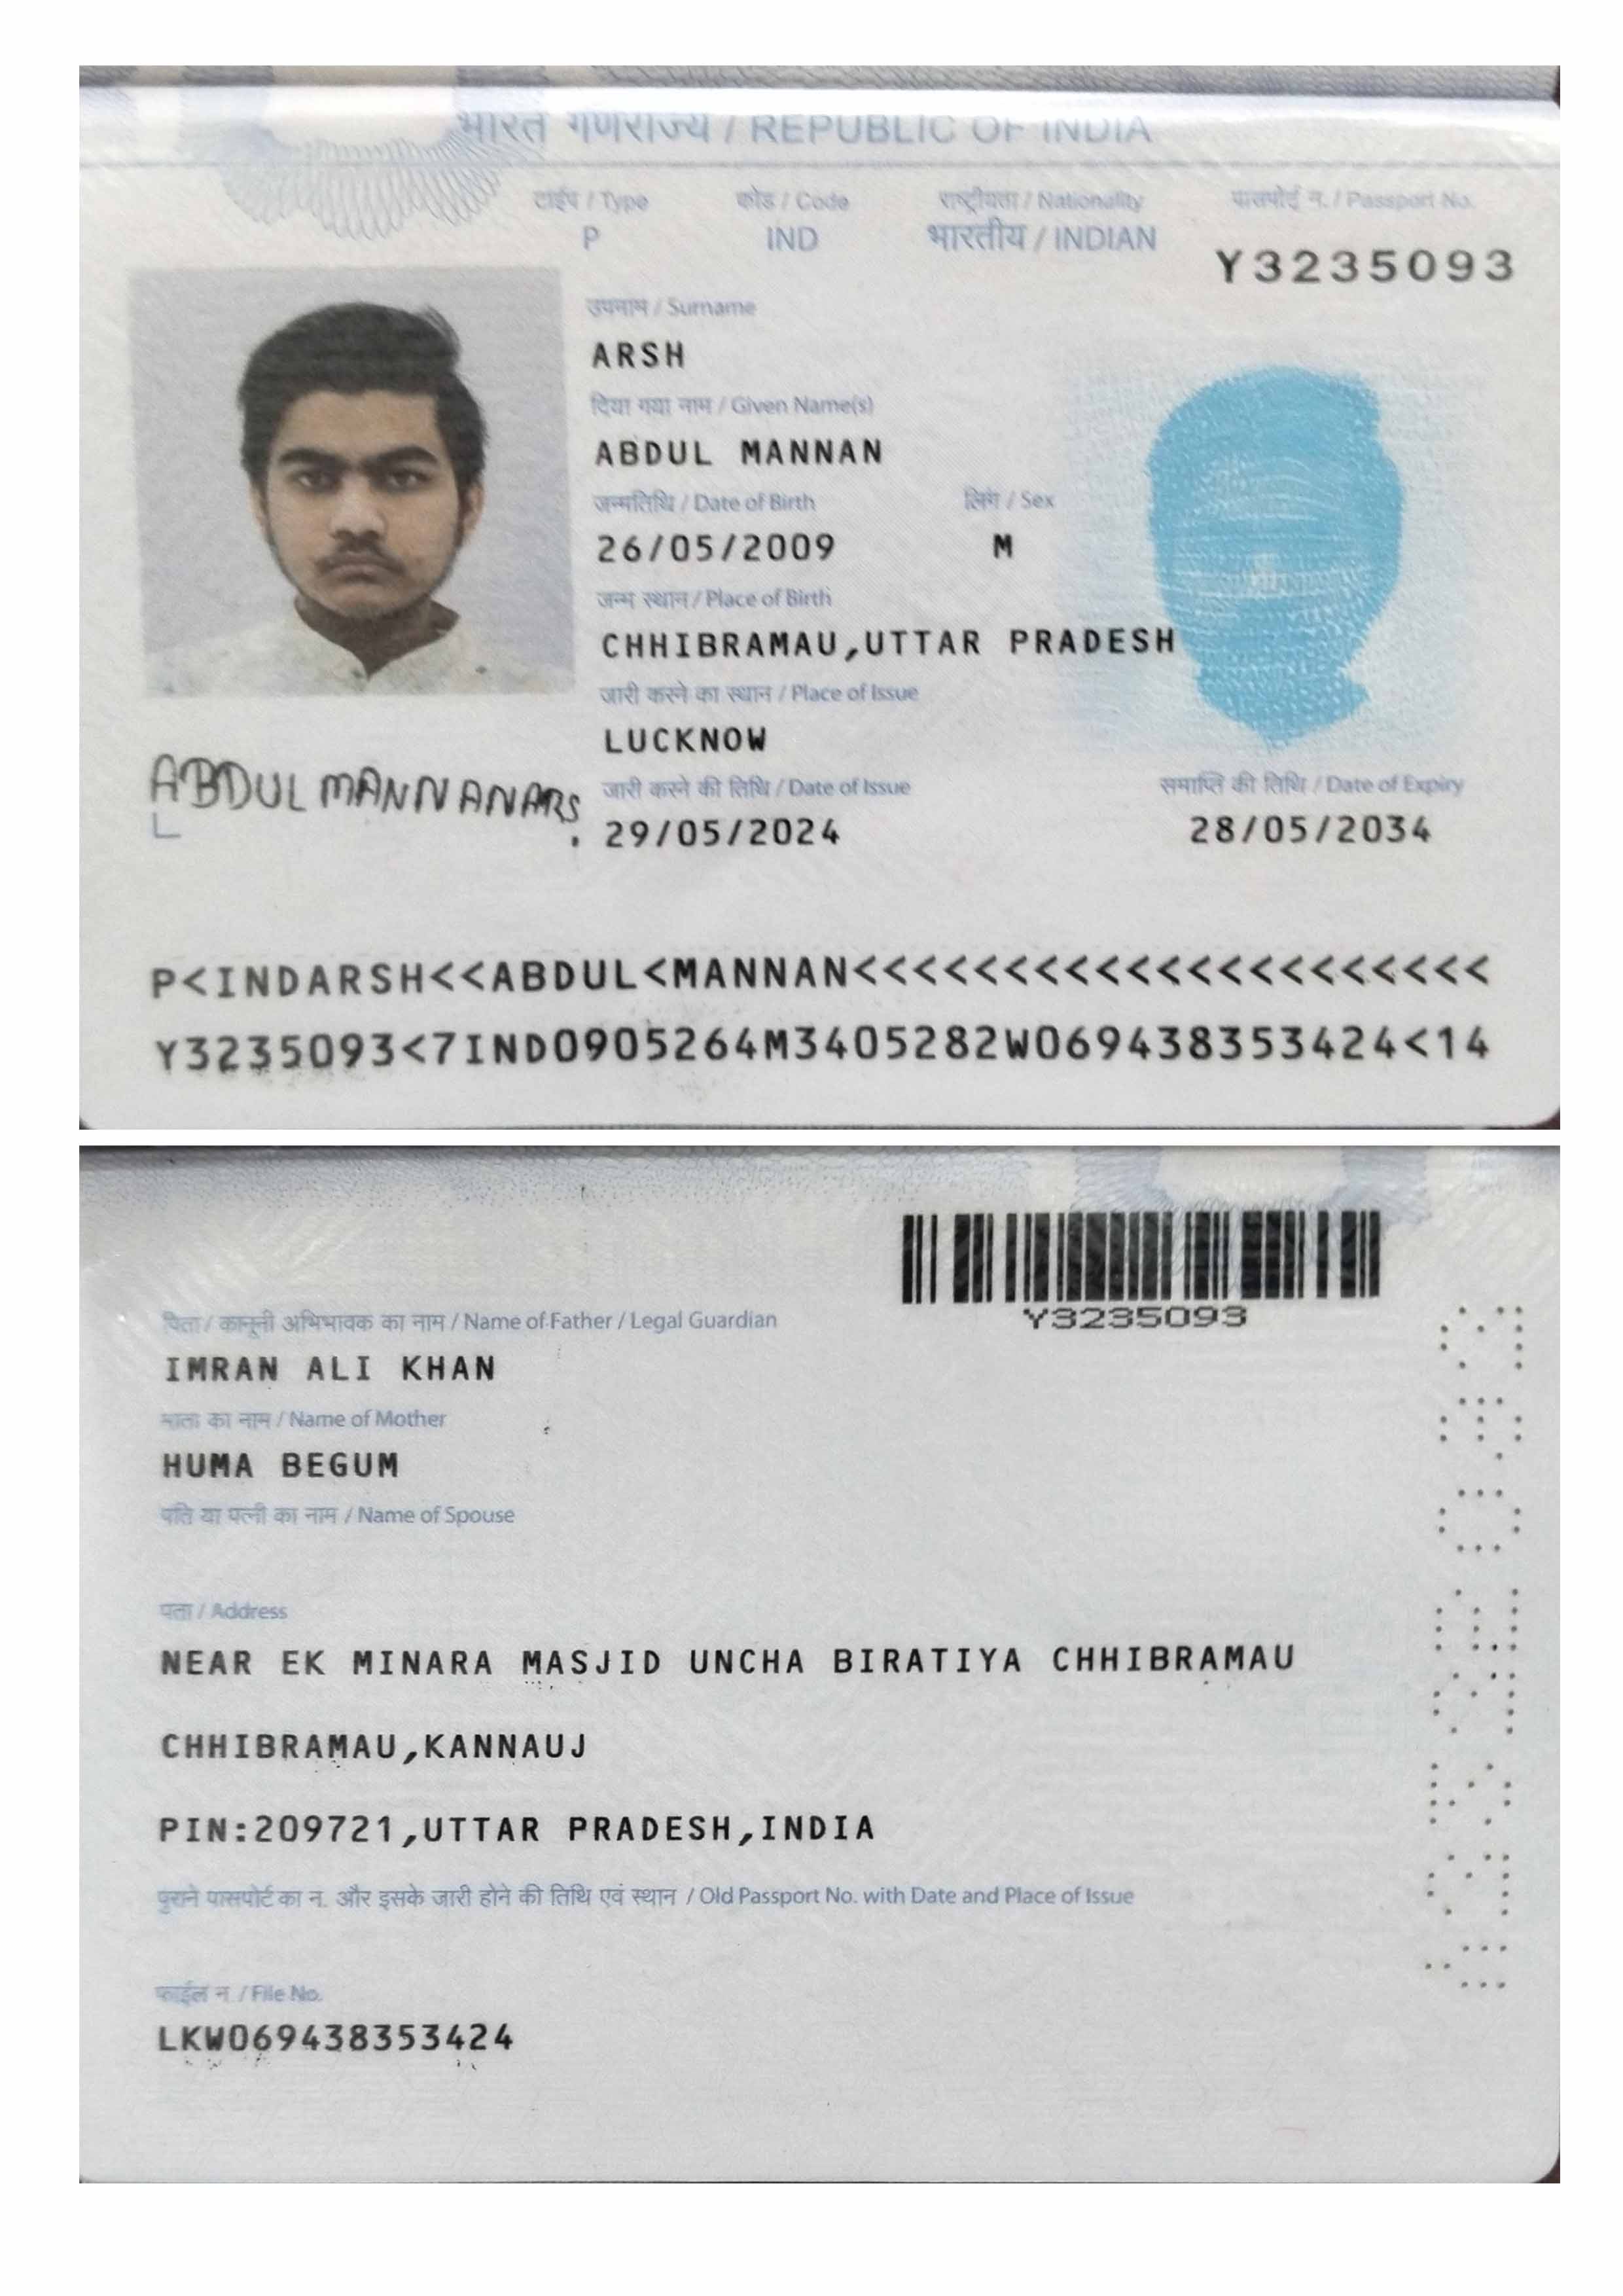 भारत गणराज्य / REPUBLIC OF INDIA
टाईप / Type कोड / Code राष्ट्रीयता / Nationality पासपोर्ट न. / Passport No.
P IND भारतीय / INDIAN Y3235093
उपनाम / Surname
ARSH
दिया गया नाम / Given Name(s)
ABDUL MANNAN
जन्मतिथि / Date of Birth लिंग / Sex
26/05/2009 M
जन्म स्थान / Place of Birth
CHHIBRAMAU,UTTAR PRADESH
जारी करने का स्थान / Place of Issue
LUCKNOW
ABDUL MANNAN ARS
जारी करने की तिथि / Date of Issue समाप्ति की तिथि / Date of Expiry
29/05/2024 28/05/2034
P<INDARSH<<ABDUL<MANNAN<<<<<<<<<<<<<<<<<<<<<
Y3235093<7IND0905264M3405282W069438353424<14
Y3235093
पिता / कानूनी अभिभावक का नाम / Name of Father / Legal Guardian
IMRAN ALI KHAN
माता का नाम / Name of Mother
HUMA BEGUM
पति या पत्नी का नाम / Name of Spouse
पता / Address
NEAR EK MINARA MASJID UNCHA BIRATIYA CHHIBRAMAU
CHHIBRAMAU,KANNAUJ
PIN:209721,UTTAR PRADESH,INDIA
पुराने पासपोर्ट का न. और इसके जारी होने की तिथि एवं स्थान / Old Passport No. with Date and Place of Issue
फाईल न. / File No.
LKW069438353424